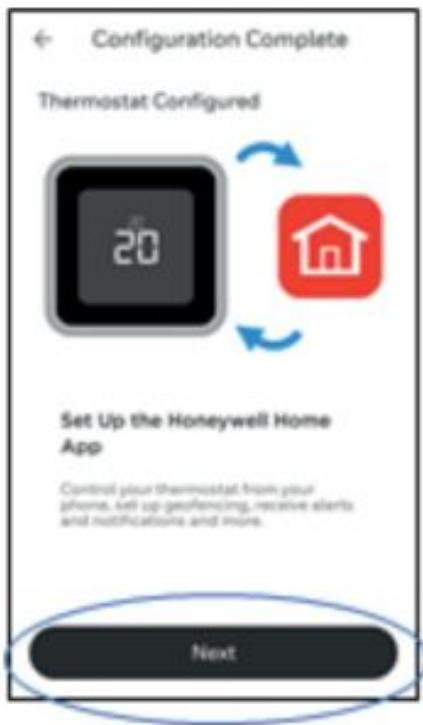 Configuration Complete
Thermostat Configured
20
Set Up the Honeywell Home
App
Control your thermostat from your
phone, set up geofencing, receive alerts
and notifications and more.
Next